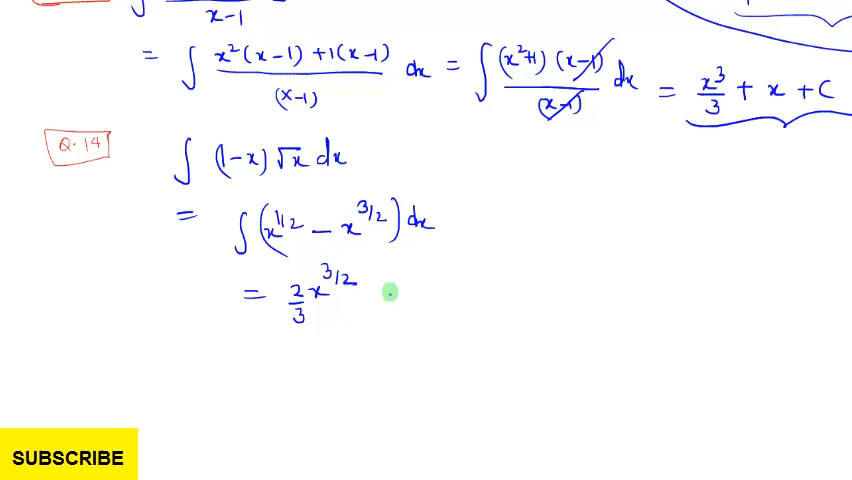 x-1
= ∫ x²(x-1)+1(x-1) / (x-1) dx = ∫ (x²+1)(x-1) / (x-1) dx = x³/3 + x + C
Q.14
∫ (1-x) √x dx
= ∫ (x^1/2 - x^3/2) dx
= 2/3 x^3/2
SUBSCRIBE